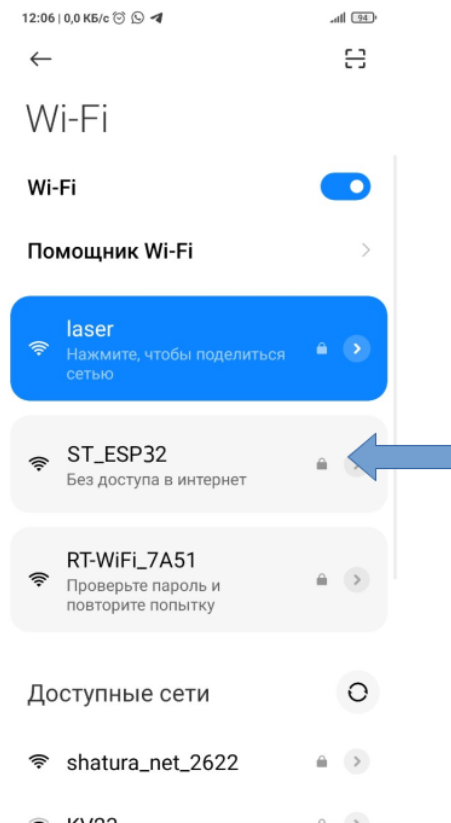 12:06 | 0,0 КБ/с
94
Wi-Fi
Wi-Fi
Помощник Wi-Fi
laser
Нажмите, чтобы поделиться
сетью
ST_ESP32
Без доступа в интернет
RT-WiFi_7A51
Проверьте пароль и
повторите попытку
Доступные сети
shatura_net_2622